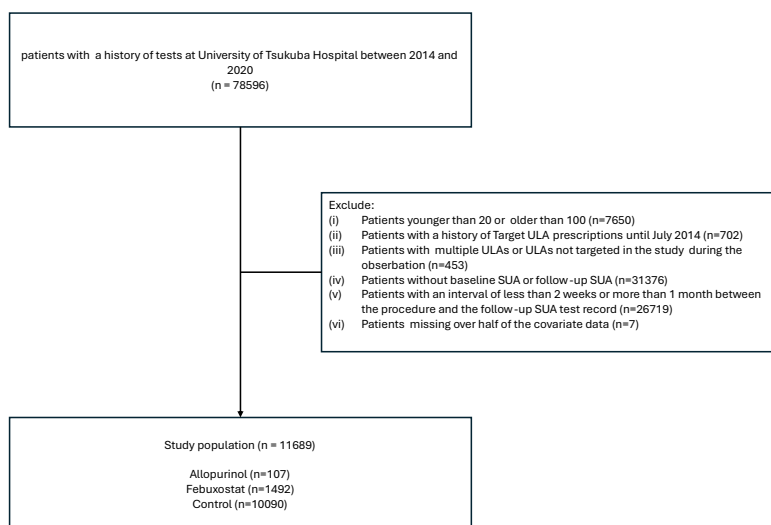 patients with a history of tests at University of Tsukuba Hospital between 2014 and
2020
(n = 78596)
Exclude:
(i) Patients younger than 20 or older than 100 (n=7650)
(ii) Patients with a history of Target ULA prescriptions until July 2014 (n=702)
(iii) Patients with multiple ULAs or ULAs not targeted in the study during the
obserbation (n=453)
(iv) Patients without baseline SUA or follow-up SUA (n=31376)
(v) Patients with an interval of less than 2 weeks or more than 1 month between
the procedure and the follow-up SUA test record (n=26719)
(vi) Patients missing over half of the covariate data (n=7)
Study population (n = 11689)
Allopurinol (n=107)
Febuxostat (n=1492)
Control (n=10090)